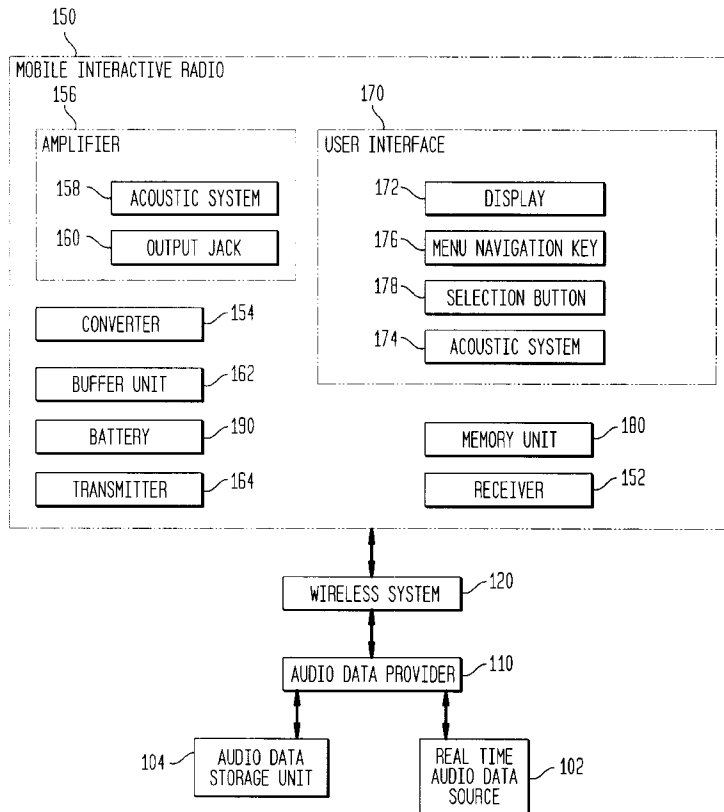 150
MOBILE INTERACTIVE RADIO
156
170
AMPLIFIER
USER INTERFACE
158
ACOUSTIC SYSTEM
172
DISPLAY
160
OUTPUT JACK
176
MENU NAVIGATION KEY
178
SELECTION BUTTON
CONVERTER
154
174
ACOUSTIC SYSTEM
BUFFER UNIT
162
BATTERY
190
MEMORY UNIT
180
TRANSMITTER
164
RECEIVER
152
WIRELESS SYSTEM
120
AUDIO DATA PROVIDER
110
104
AUDIO DATA
STORAGE UNIT
REAL TIME
AUDIO DATA
SOURCE
102